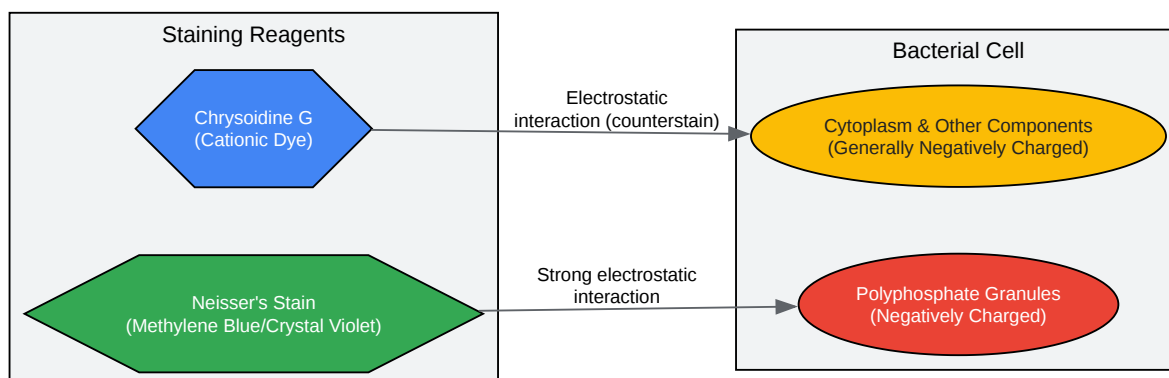 Staining Reagents
Chrysoidine G
(Cationic Dye)
Neisser's Stain
(Methylene Blue/Crystal Violet)
Electrostatic
interaction (counterstain)
Strong electrostatic
interaction
Bacterial Cell
Cytoplasm & Other Components
(Generally Negatively Charged)
Polyphosphate Granules
(Negatively Charged)